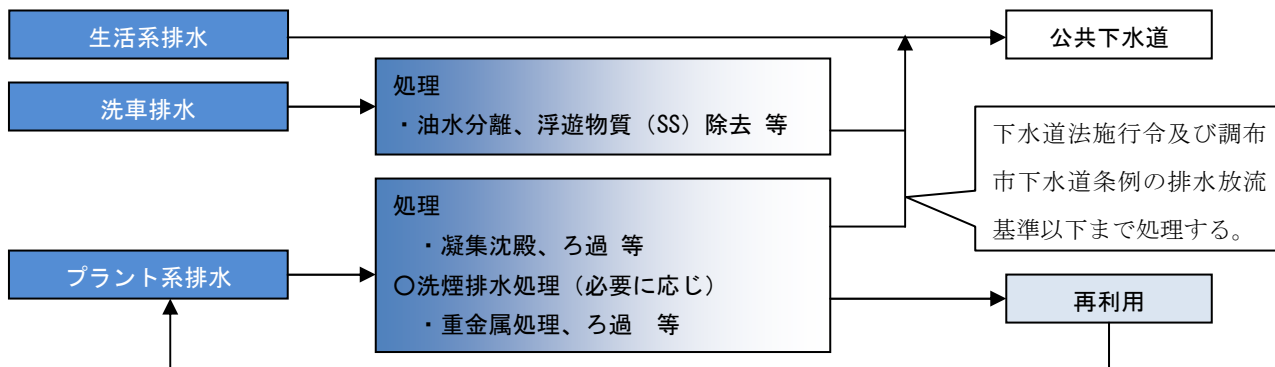 生活系排水
公共下水道
洗車排水
処理
・油水分離、浮遊物質（SS）除去 等
下水道法施行令及び調布
市下水道条例の排水放流
基準以下まで処理する。
プラント系排水
処理
・凝集沈殿、ろ過 等
〇洗煙排水処理（必要に応じ）
・重金属処理、ろ過　等
再利用